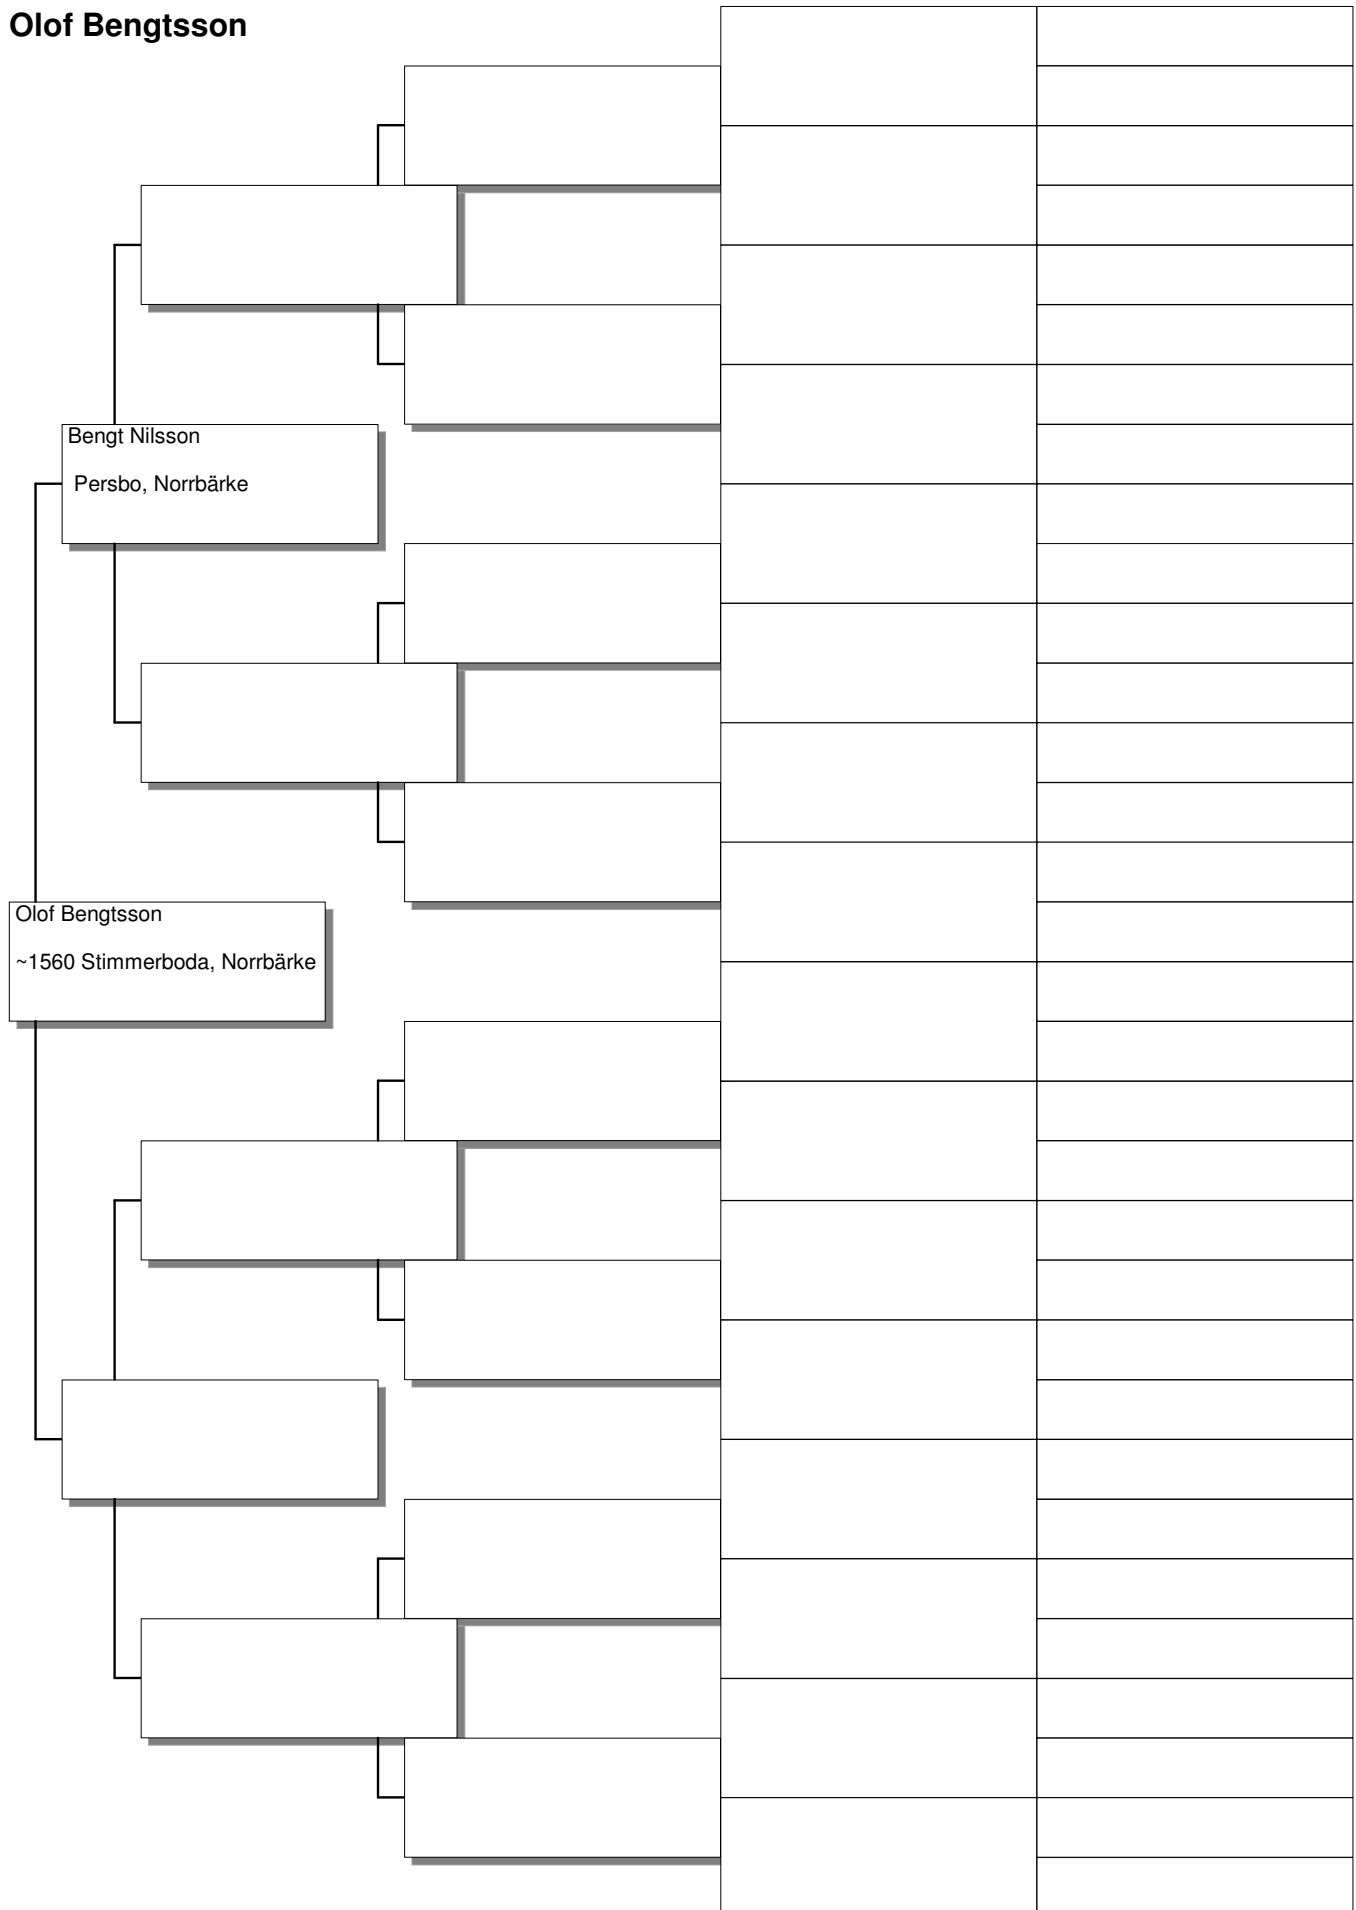 Olof Bengtsson
Bengt Nilsson
Persbo, Norrbärke
Olof Bengtsson
~1560 Stimmerboda, Norrbärke